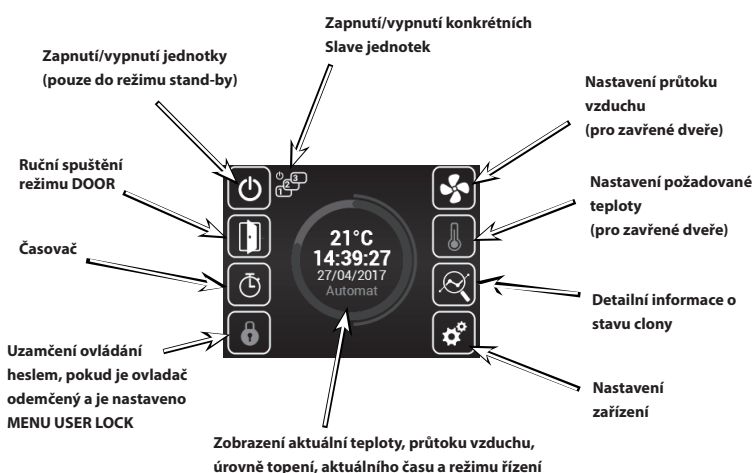 Zapnutí/vypnutí konkrétních
Slave jednotek
Zapnutí/vypnutí jednotky
(pouze do režimu stand-by)
Nastavení průtoku
vzduchu
(pro zavřené dveře)
Ruční spuštění
režimu DOOR
Nastavení požadované
teploty
(pro zavřené dveře)
Časovač
1 2 3
21°C
14:39:27
27/04/2017
Automat
Detailní informace o
stavu clony
Uzamčení ovládání
heslem, pokud je ovladač
odemčený a je nastaveno
MENU USER LOCK
Nastavení
zařízení
Zobrazení aktuální teploty, průtoku vzduchu,
úrovně topení, aktuálního času a režimu řízení